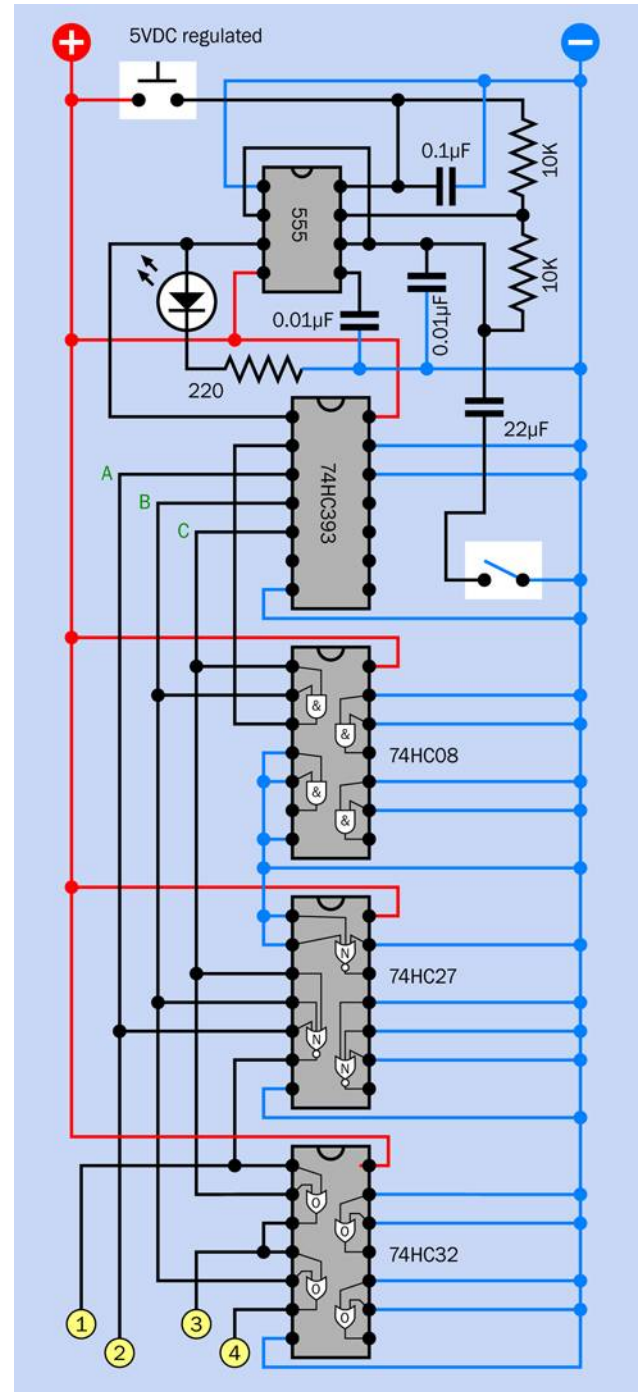 +
−
5VDC regulated
0.1µF
10K
555
10K
0.01µF
0.01µF
220
22µF
74HC393
A
B
C
&
&
74HC08
&
&
N
74HC27
N
N
O
O
74HC32
O
O
1
3
2
4